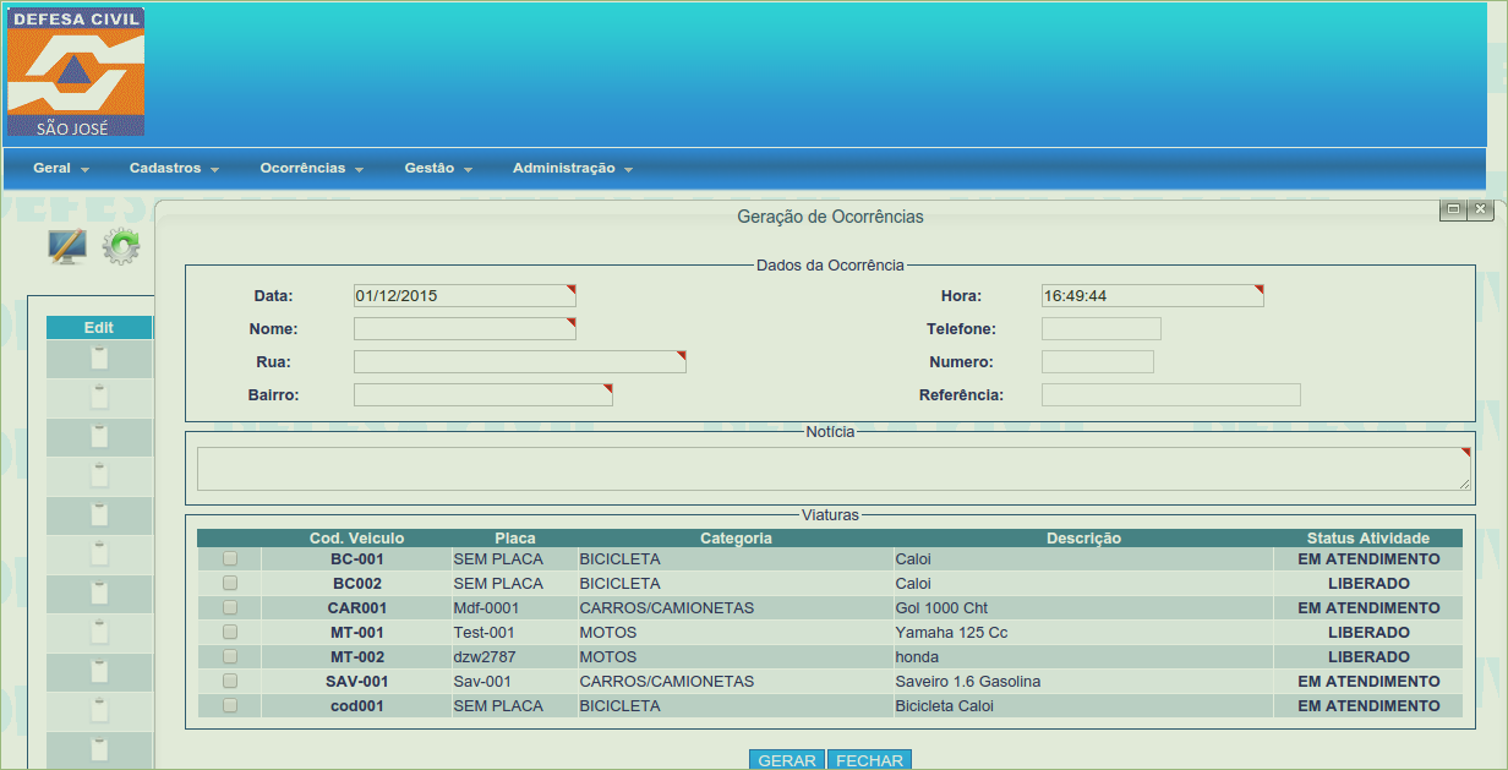 DEFESA CIVIL
SÃO JOSÉ
Geral Cadastros Ocorrências Gestão Administração
Geração de Ocorrências
Edit
Dados da Ocorrência
Data: 01/12/2015 Hora: 16:49:44
Nome: Telefone:
Rua: Numero:
Bairro: Referência:
Notícia
Viaturas
Cod. Veiculo Placa Categoria Descrição Status Atividade
BC-001 SEM PLACA BICICLETA Caloi EM ATENDIMENTO
BC002 SEM PLACA BICICLETA Caloi LIBERADO
CAR001 Mdf-0001 CARROS/CAMIONETAS Gol 1000 Cht EM ATENDIMENTO
MT-001 Test-001 MOTOS Yamaha 125 Cc LIBERADO
MT-002 dzw2787 MOTOS honda LIBERADO
SAV-001 Sav-001 CARROS/CAMIONETAS Saveiro 1.6 Gasolina EM ATENDIMENTO
cod001 SEM PLACA BICICLETA Bicicleta Caloi EM ATENDIMENTO
GERAR FECHAR